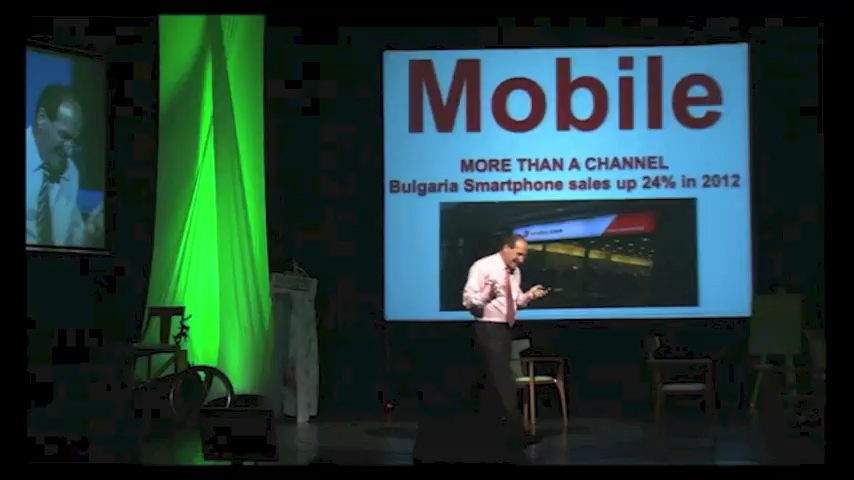 Mobile
MORE THAN A CHANNEL
Bulgaria Smartphone sales up 24% in 2012